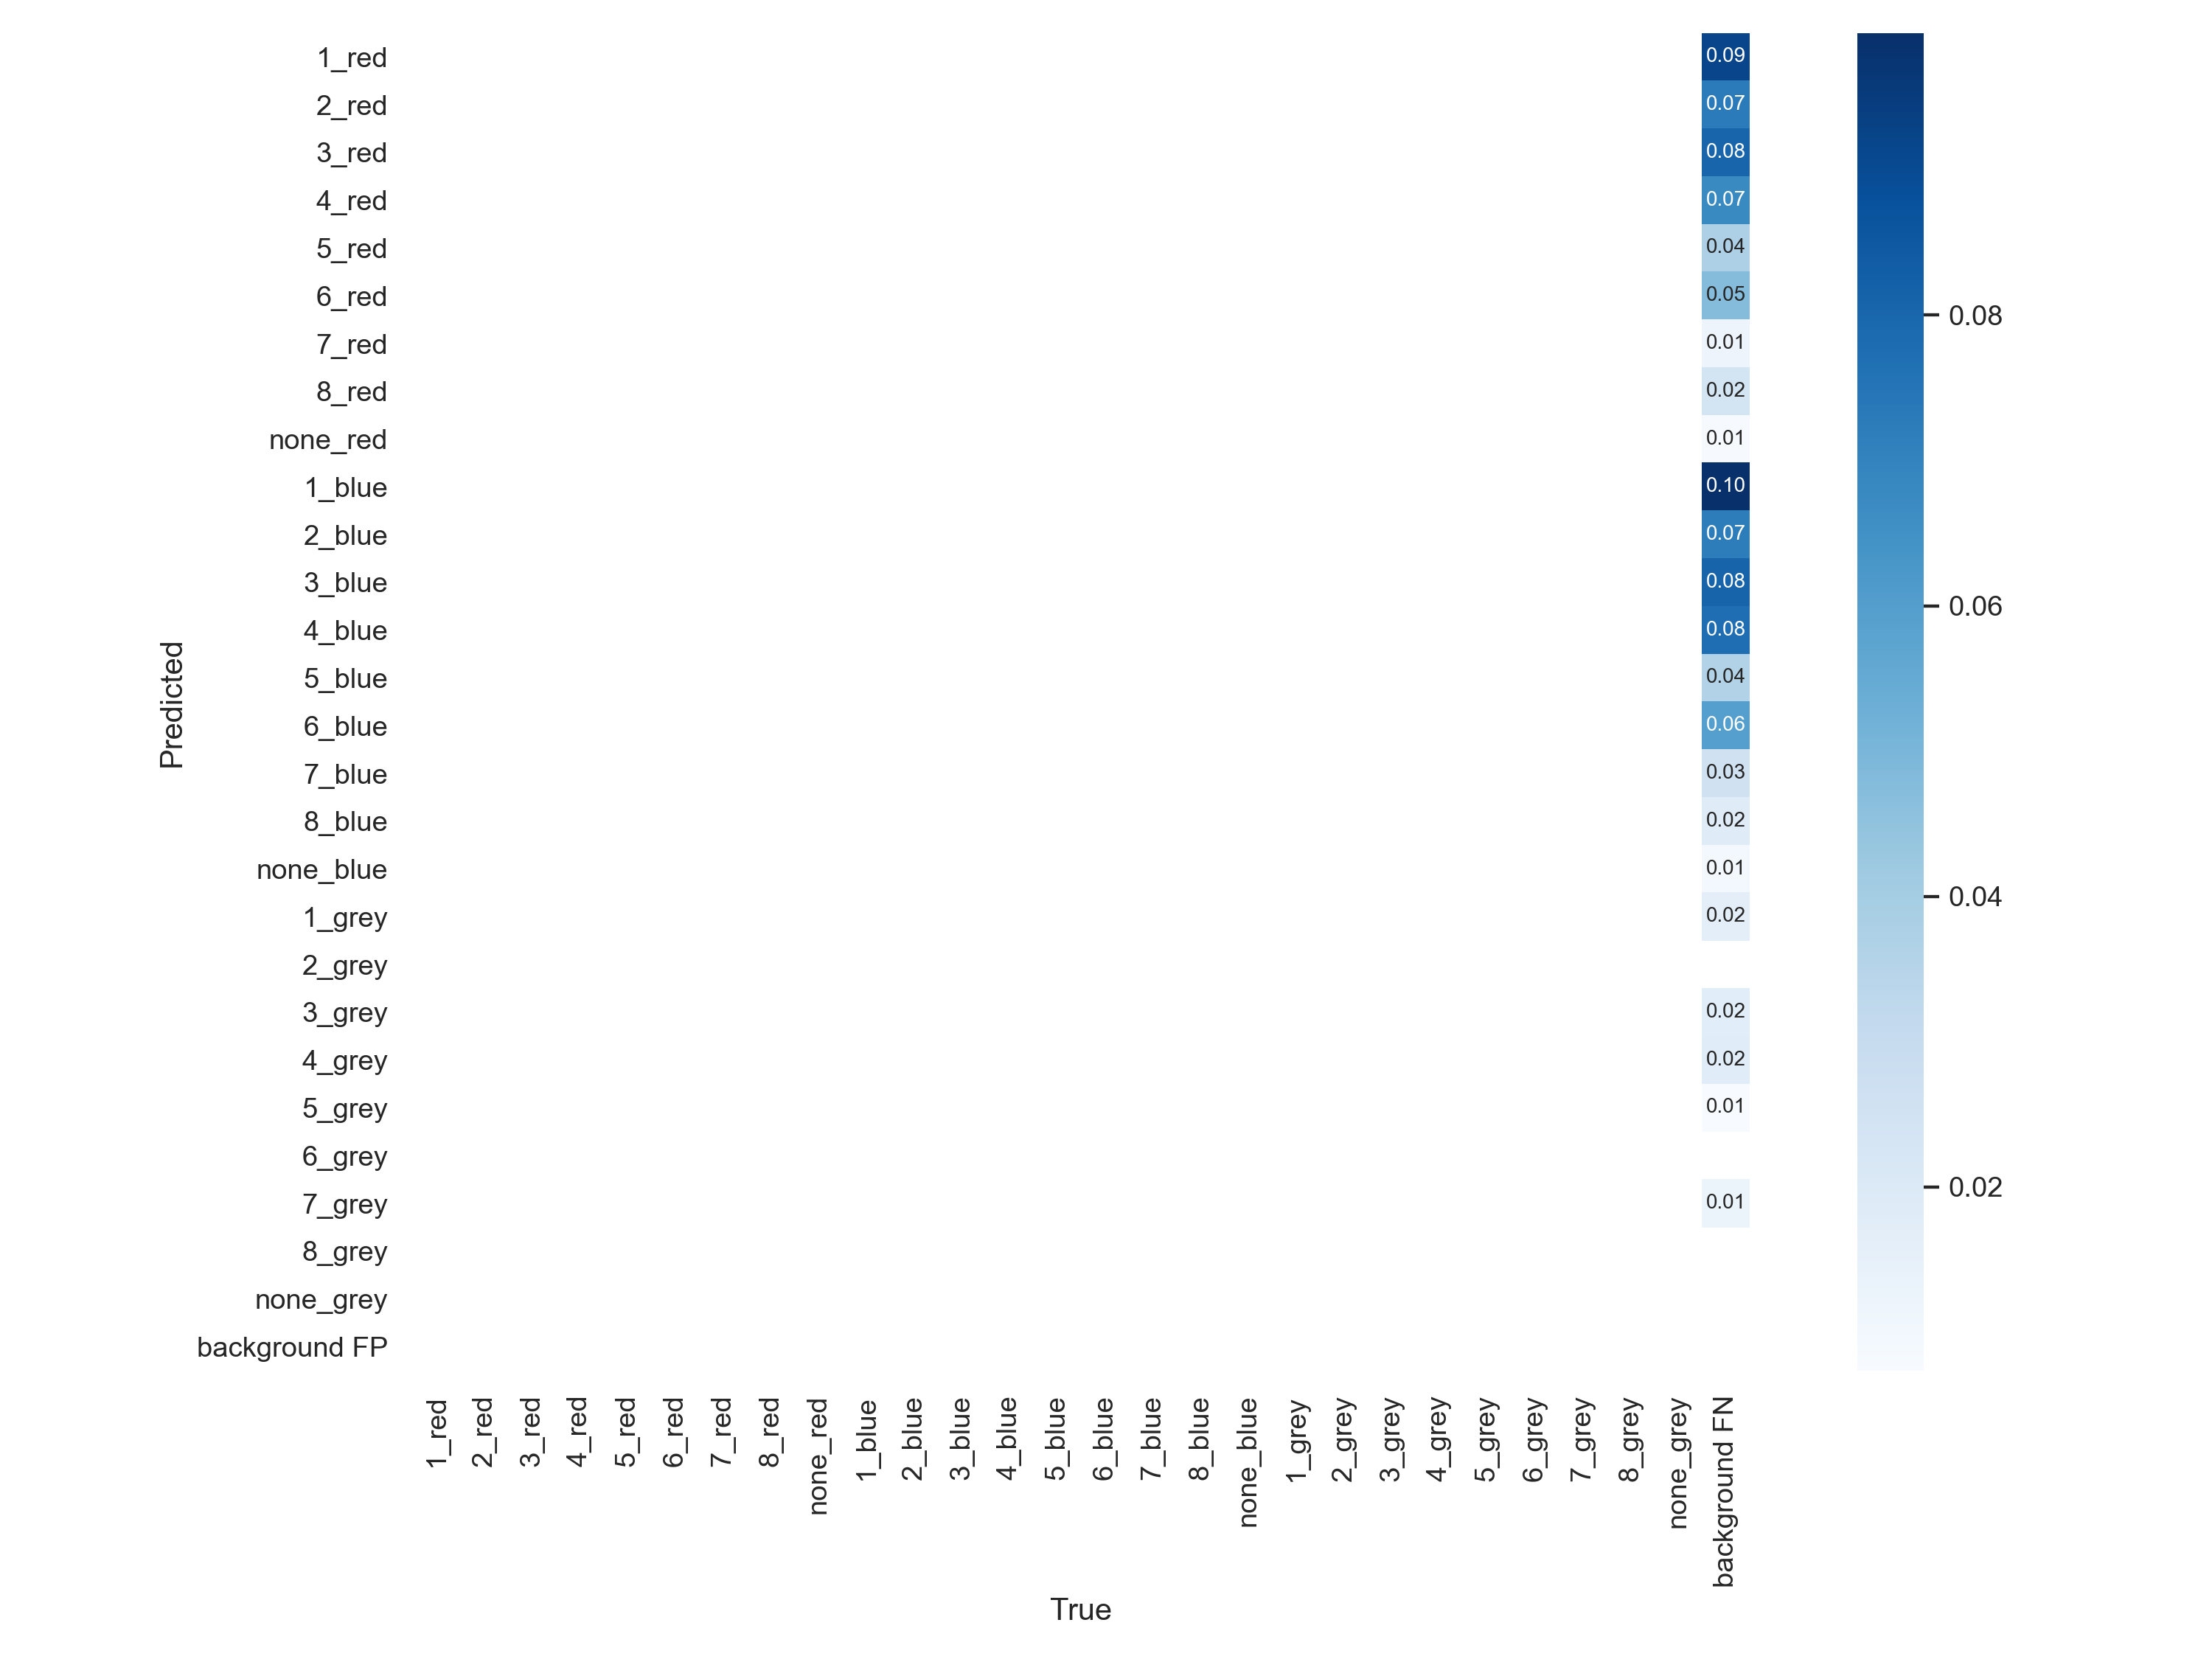 1_red 0.09
2_red 0.07
3_red 0.08
4_red 0.07
5_red 0.04
6_red 0.05
7_red 0.01
8_red 0.02
none_red 0.01
1_blue 0.10
2_blue 0.07
3_blue 0.08
4_blue 0.08
5_blue 0.04
6_blue 0.06
7_blue 0.03
8_blue 0.02
none_blue 0.01
1_grey 0.02
2_grey
3_grey 0.02
4_grey 0.02
5_grey 0.01
6_grey
7_grey 0.01
8_grey
none_grey
background FP
Predicted
1_red 2_red 3_red 4_red 5_red 6_red 7_red 8_red none_red 1_blue 2_blue 3_blue 4_blue 5_blue 6_blue 7_blue 8_blue none_blue 1_grey 2_grey 3_grey 4_grey 5_grey 6_grey 7_grey 8_grey none_grey background FN
True
0.08
0.06
0.04
0.02